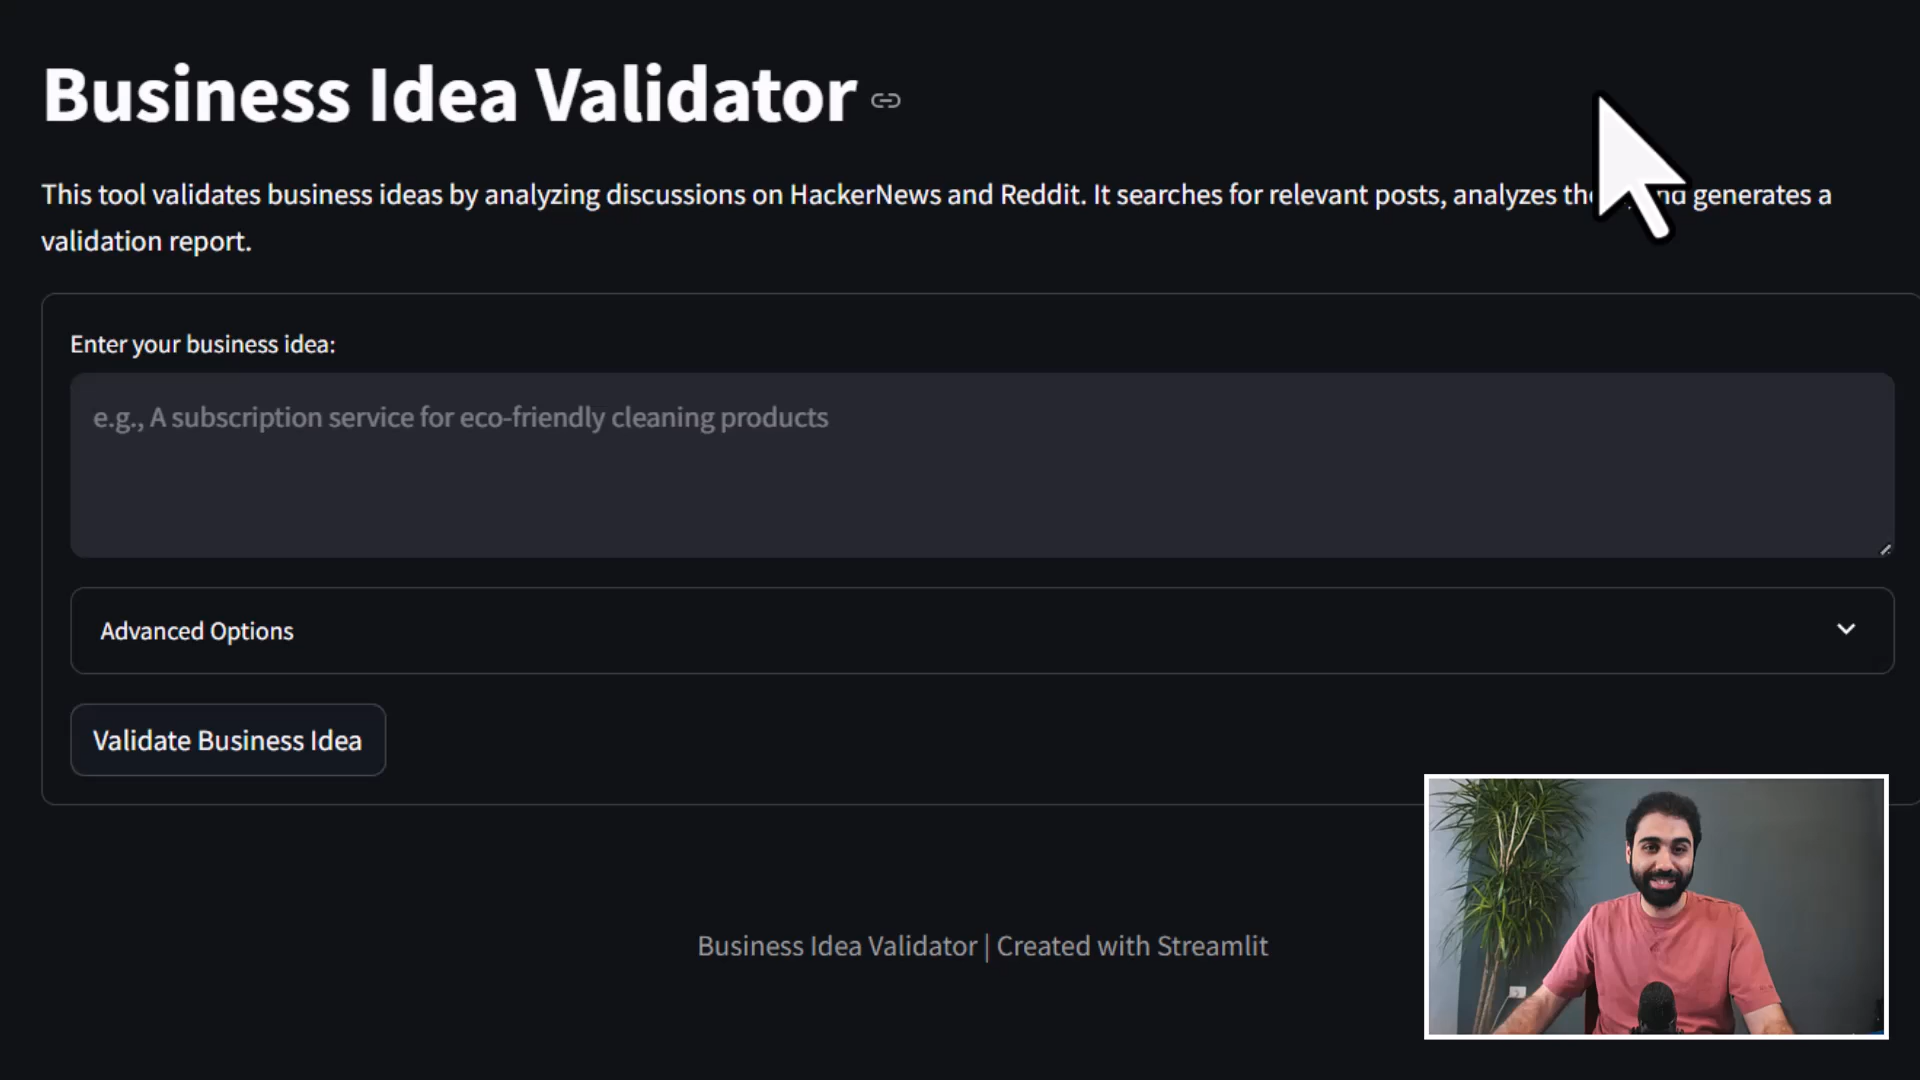 Business Idea Validator
This tool validates business ideas by analyzing discussions on HackerNews and Reddit. It searches for relevant posts, analyzes generates a
validation report.
Enter your business idea:
e.g., A subscription service for eco-friendly cleaning products
Advanced Options
Validate Business Idea
Business Idea Validator | Created with Streamlit